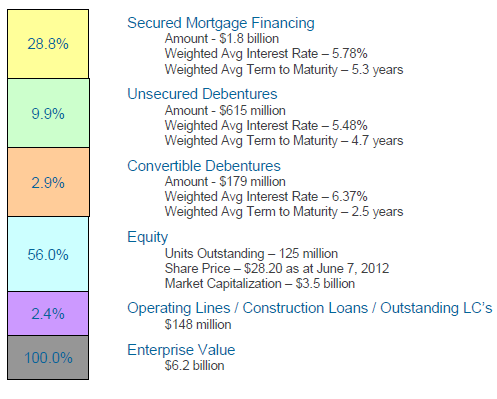 28.8%
Secured Mortgage Financing
Amount - $1.8 billion
Weighted Avg Interest Rate – 5.78%
Weighted Avg Term to Maturity – 5.3 years
9.9%
Unsecured Debentures
Amount - $615 million
Weighted Avg Interest Rate – 5.48%
Weighted Avg Term to Maturity – 4.7 years
2.9%
Convertible Debentures
Amount - $179 million
Weighted Avg Interest Rate – 6.37%
Weighted Avg Term to Maturity – 2.5 years
56.0%
Equity
Units Outstanding – 125 million
Share Price – $28.20 as at June 7, 2012
Market Capitalization – $3.5 billion
2.4%
Operating Lines / Construction Loans / Outstanding LC's
$148 million
100.0%
Enterprise Value
$6.2 billion